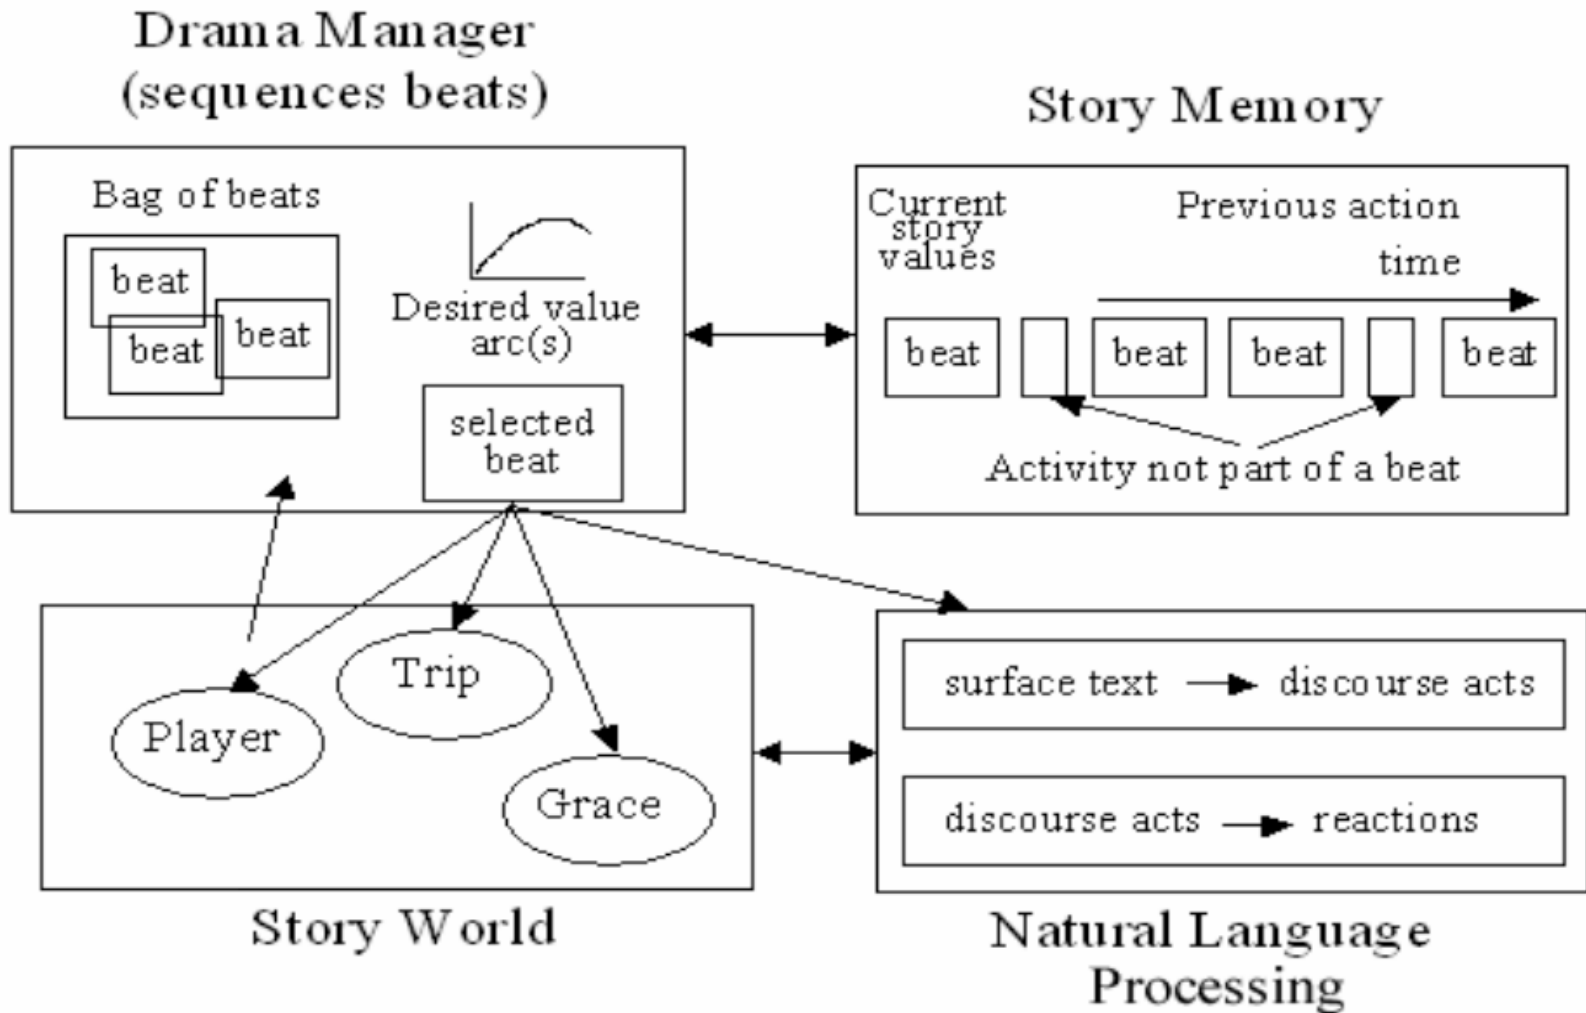 Drama Manager
(sequences beats)
Bag of beats
beat
beat
beat
Desired value
arc(s)
selected
beat
Story Memory
Current
story
values
Previous action
time
beat
beat
beat
beat
Activity not part of a beat
Player
Trip
Grace
Story World
surface text
discourse acts
discourse acts
reactions
Natural Language
Processing